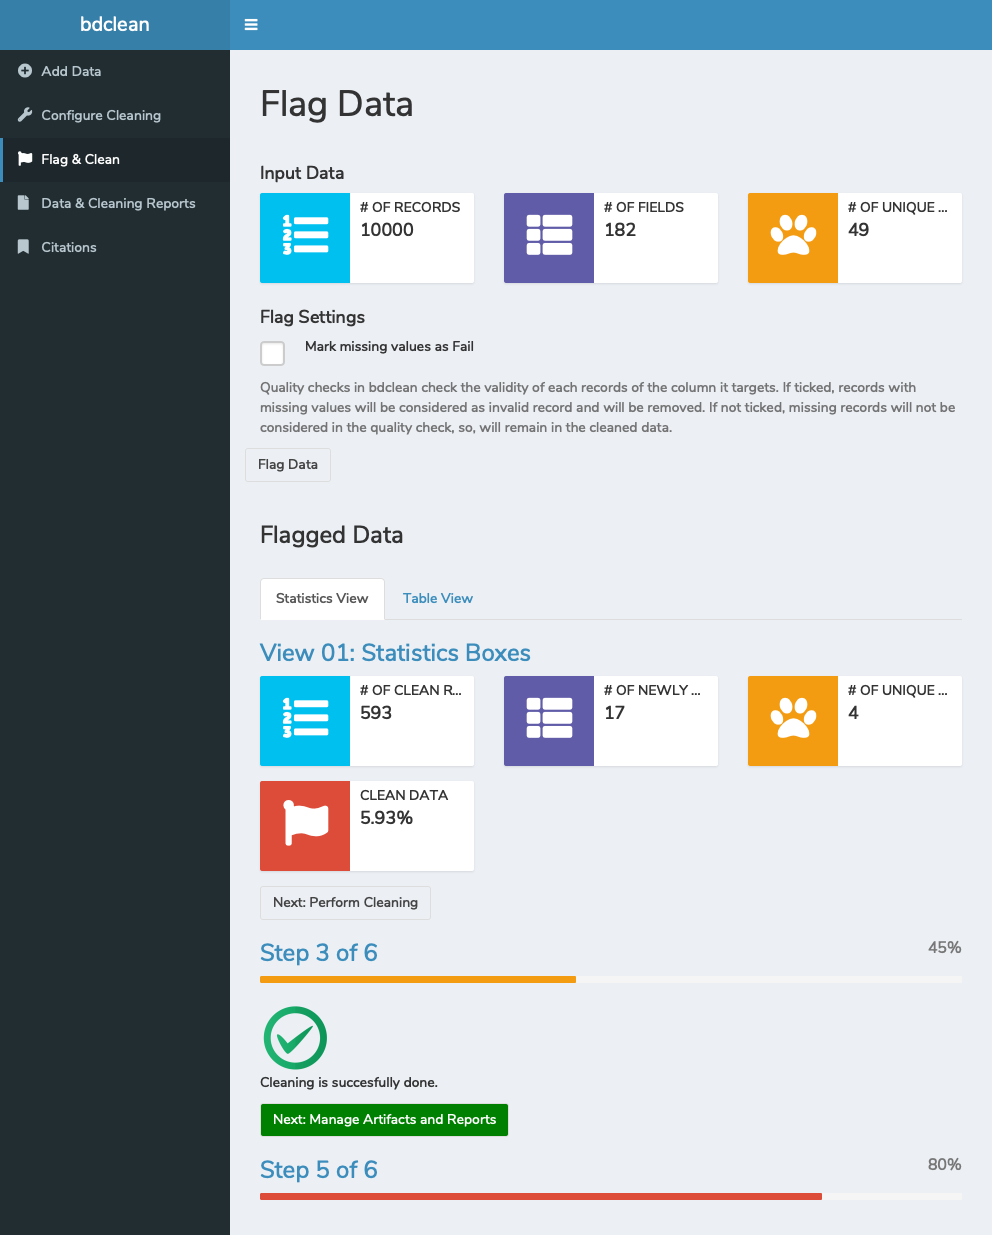 bdclean
Add Data
Configure Cleaning
Flag & Clean
Data & Cleaning Reports
Citations
Flag Data
Input Data
# OF RECORDS
10000
# OF FIELDS
182
# OF UNIQUE ...
49
Flag Settings
Mark missing values as Fail
Quality checks in bdclean check the validity of each records of the column it targets. If ticked, records with
missing values will be considered as invalid record and will be removed. If not ticked, missing records will not be
considered in the quality check, so, will remain in the cleaned data.
Flag Data
Flagged Data
Statistics View
Table View
View 01: Statistics Boxes
# OF CLEAN R...
593
# OF NEWLY ...
17
# OF UNIQUE ...
4
CLEAN DATA
5.93%
Next: Perform Cleaning
Step 3 of 6
45%
Cleaning is succesfully done.
Next: Manage Artifacts and Reports
Step 5 of 6
80%